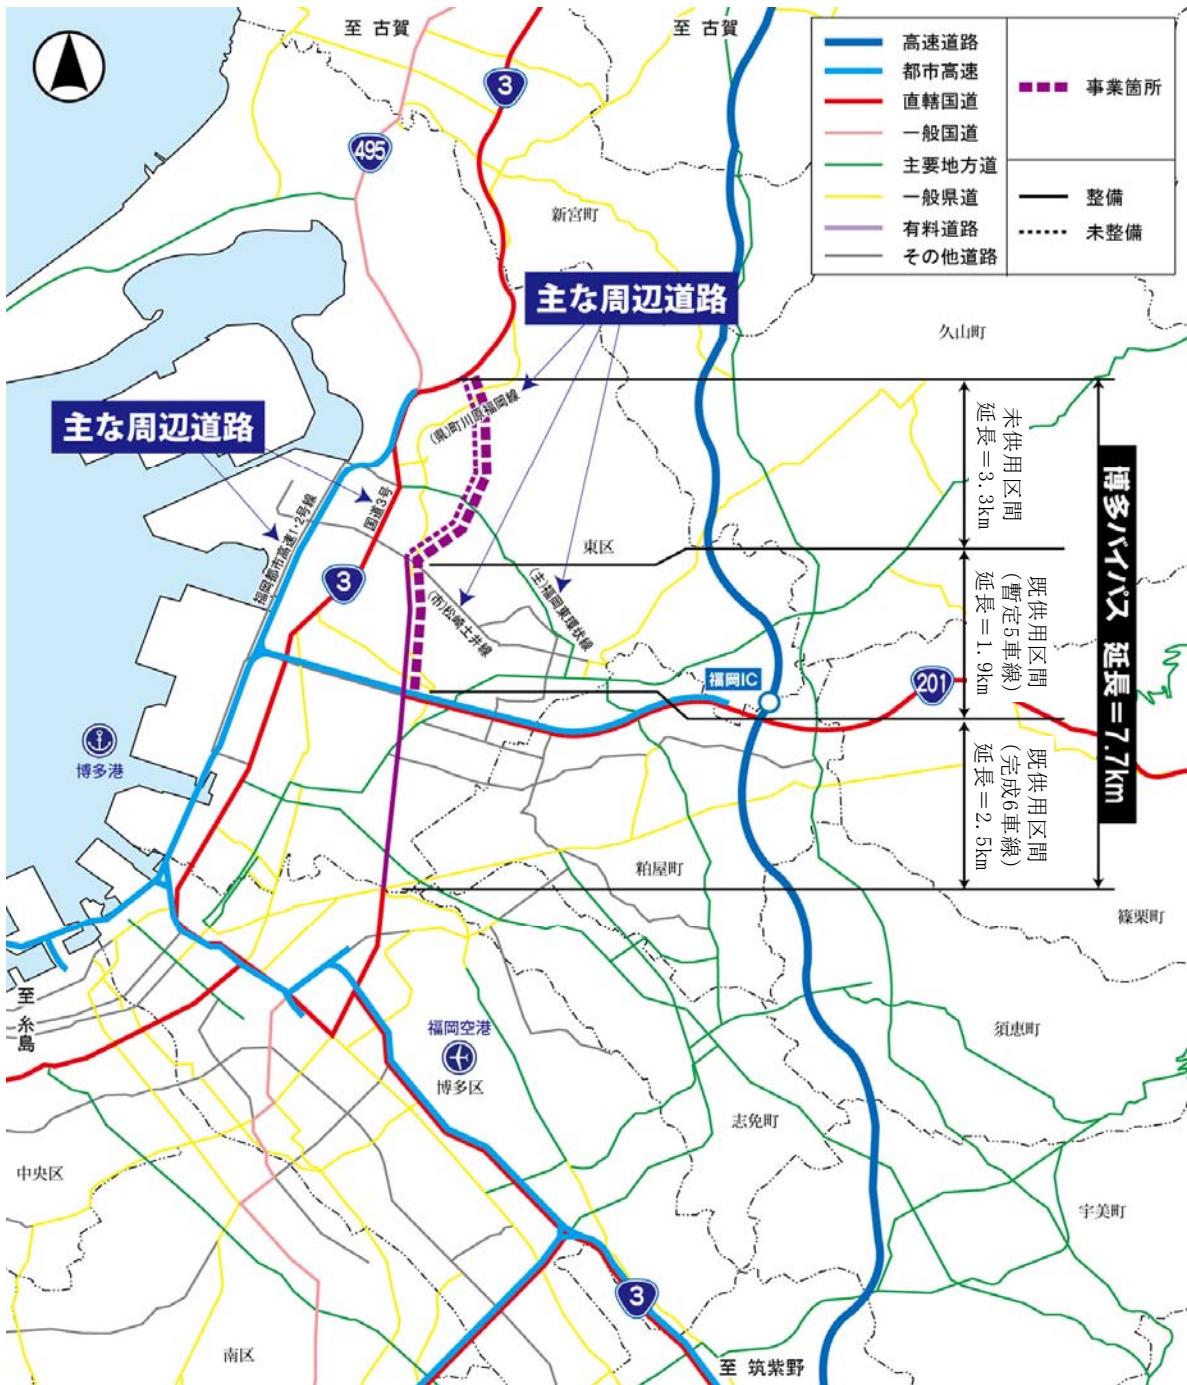 至 古賀
至 古賀
3
495
高速道路
都市高速
直轄国道
一般国道
主要地方道
一般県道
有料道路
その他道路
事業箇所
整備
未整備
新宮町
主な周辺道路
久山町
主な周辺道路
(県)町川原福岡線
福岡都市高速1・2号線
国道3号
3
東区
(市)松崎土井線
(主)福岡東環状線
福岡IC
201
未供用区間
延長=3.3km
既供用区間
(暫定5車線)
延長=1.9km
既供用区間
(完成6車線)
延長=2.5km
博多バイパス 延長=7.7km
博多港
粕屋町
篠栗町
至 糸島
福岡空港
博多区
須恵町
志免町
中央区
宇美町
3
南区
至 筑紫野